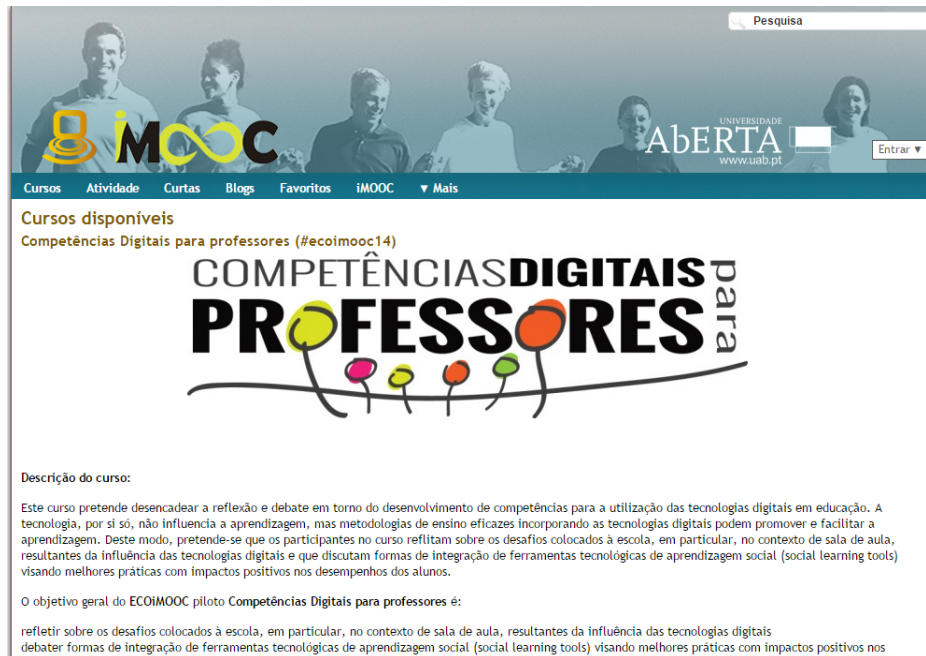 Pesquisa
iMOOC
UNIVERSIDADE
AbERTA
www.uab.pt
Entrar ▼
Cursos Atividade Curtas Blogs Favoritos iMOOC ▼ Mais
Cursos disponíveis
Competências Digitais para professores (#ecoimooc14)
COMPETÊNCIASDIGITAIS para
PROFESSORES
Descrição do curso:
Este curso pretende desencadear a reflexão e debate em torno do desenvolvimento de competências para a utilização das tecnologias digitais em educação. A
tecnologia, por si só, não influencia a aprendizagem, mas metodologias de ensino eficazes incorporando as tecnologias digitais podem promover e facilitar a
aprendizagem. Deste modo, pretende-se que os participantes no curso reflitam sobre os desafios colocados à escola, em particular, no contexto de sala de aula,
resultantes da influência das tecnologias digitais e que discutam formas de integração de ferramentas tecnológicas de aprendizagem social (social learning tools)
visando melhores práticas com impactos positivos nos desempenhos dos alunos.
O objetivo geral do ECOiMOOC piloto Competências Digitais para professores é:
refletir sobre os desafios colocados à escola, em particular, no contexto de sala de aula, resultantes da influência das tecnologias digitais
debater formas de integração de ferramentas tecnológicas de aprendizagem social (social learning tools) visando melhores práticas com impactos positivos nos